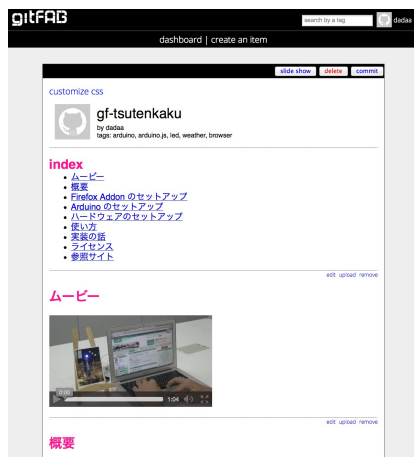 gitFAB
search by a tag
dadaa
dashboard | create an item
slide show delete commit
customize css
gf-tsutenkaku
by dadaa
tags: arduino, arduino.js, led, weather, browser
index
ムービー
概要
Firefox Addon のセットアップ
Arduino のセットアップ
ハードウェアのセットアップ
使い方
実装の話
ライセンス
参照サイト
edit upload remove
ムービー
0:00
1:04
edit upload remove
概要